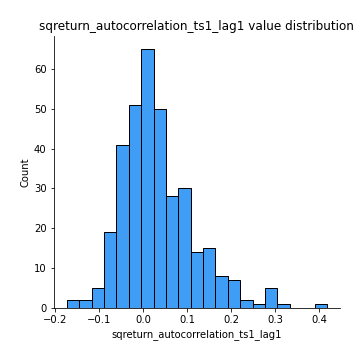 sqreturn_autocorrelation_ts1_lag1 value distribution
60
50
40
30
20
10
0
Count
−0.2 −0.1 0.0 0.1 0.2 0.3 0.4
sqreturn_autocorrelation_ts1_lag1